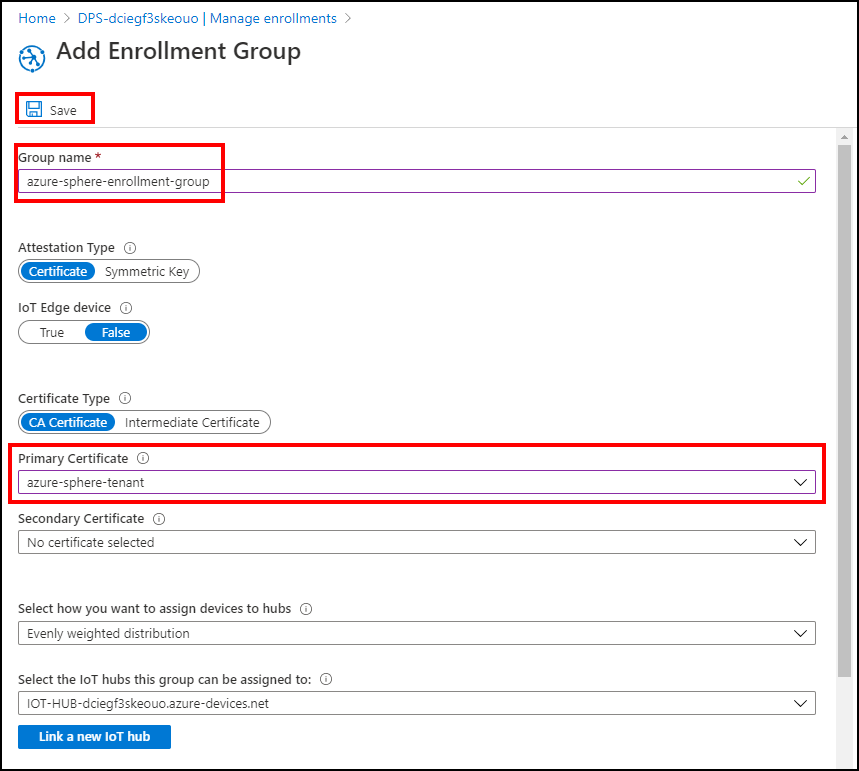 Home > DPS-dciegf3skeouo | Manage enrollments >
Add Enrollment Group
Save
Group name *
azure-sphere-enrollment-group
Attestation Type
Certificate Symmetric Key
IoT Edge device
True False
Certificate Type
CA Certificate Intermediate Certificate
Primary Certificate
azure-sphere-tenant
Secondary Certificate
No certificate selected
Select how you want to assign devices to hubs
Evenly weighted distribution
Select the IoT hubs this group can be assigned to:
IOT-HUB-dciegf3skeouo.azure-devices.net
Link a new IoT hub